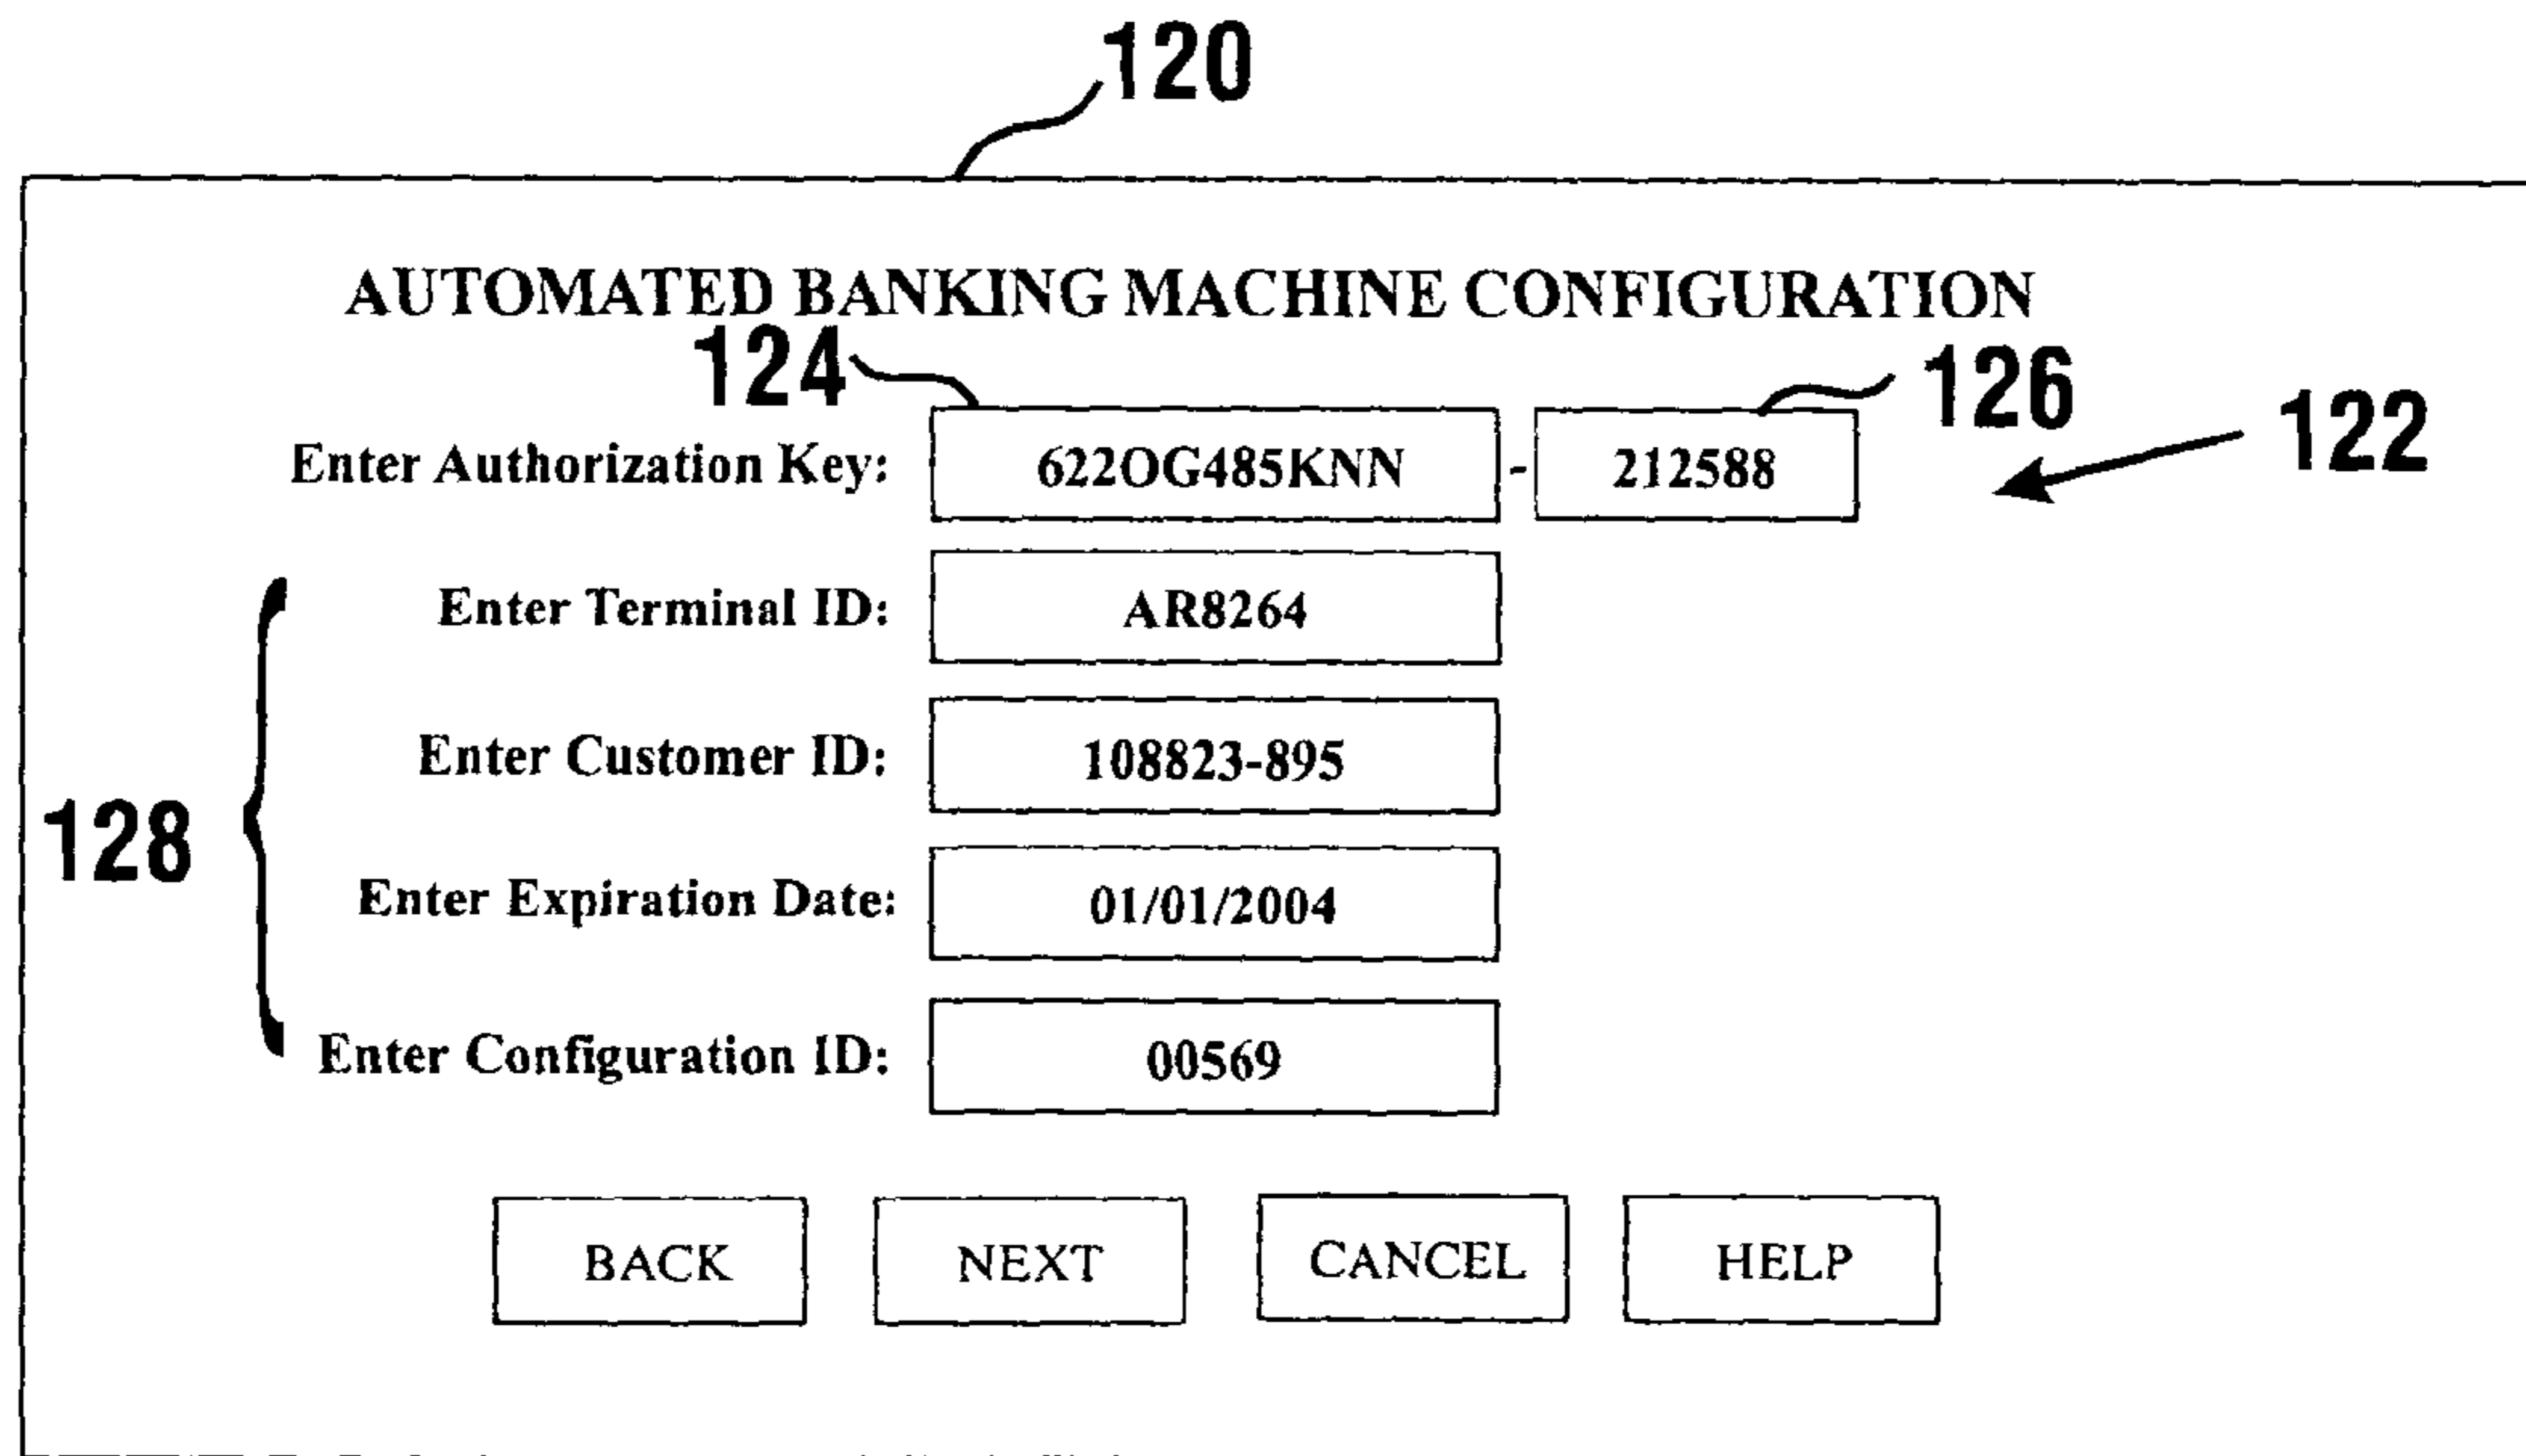 120
AUTOMATED BANKING MACHINE CONFIGURATION
124
126
122
Enter Authorization Key: 622OG485KNN - 212588
Enter Terminal ID: AR8264
Enter Customer ID: 108823-895
128
Enter Expiration Date: 01/01/2004
Enter Configuration ID: 00569
BACK NEXT CANCEL HELP